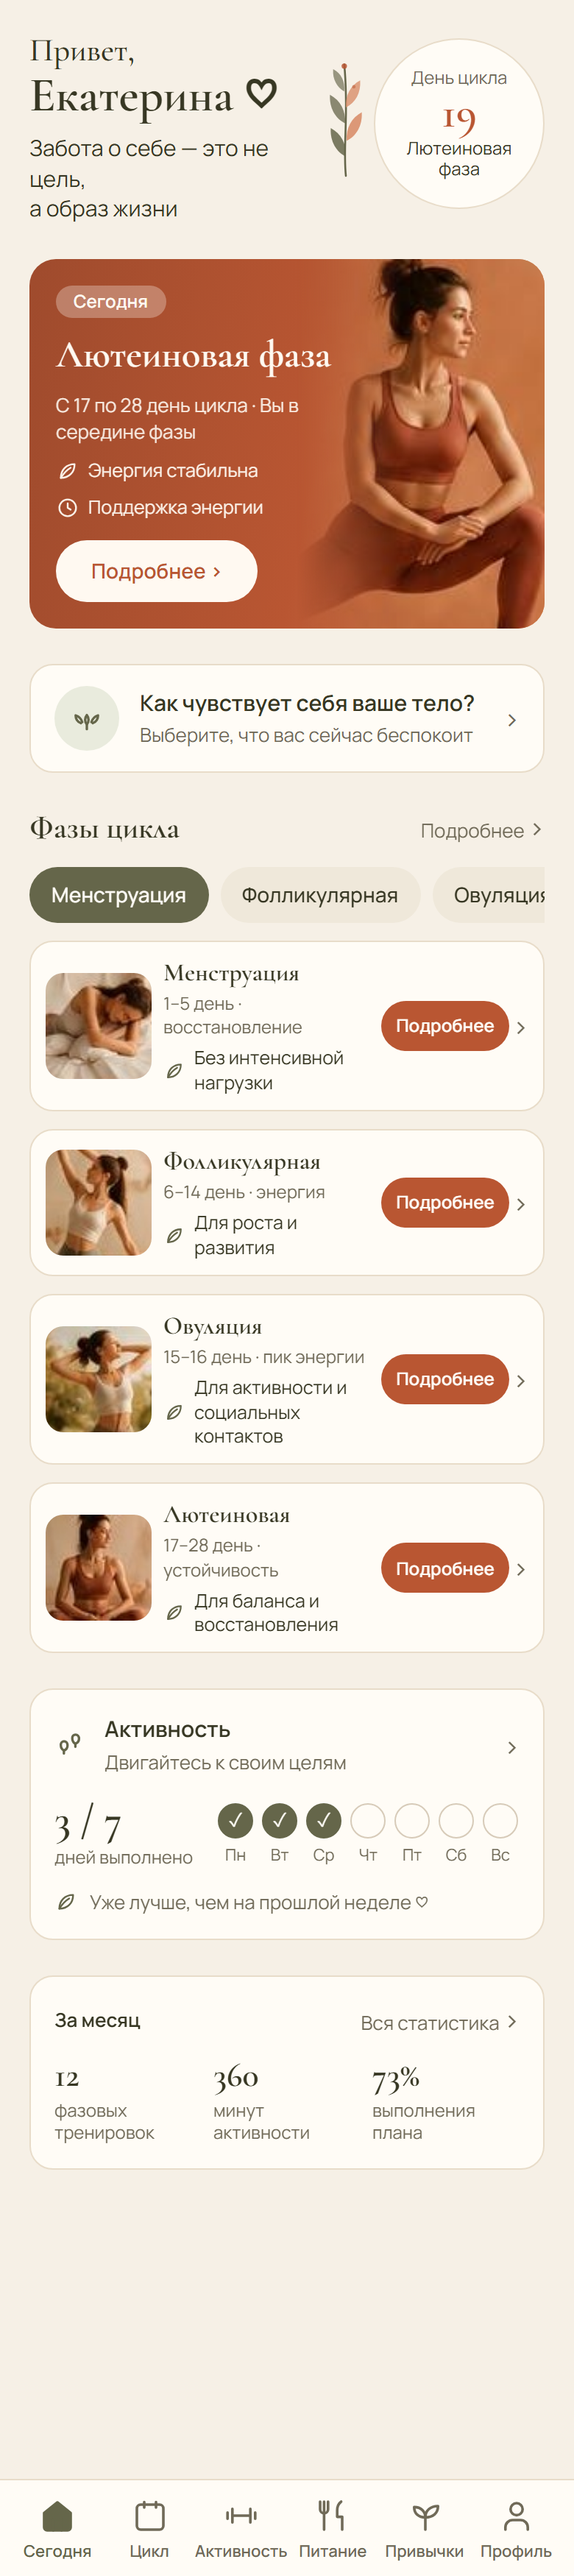 Привет,
Екатерина
Забота о себе — это не
цель,
а образ жизни
День цикла
19
Лютеиновая
фаза
Сегодня
Лютеиновая фаза
С 17 по 28 день цикла · Вы в
середине фазы
Энергия стабильна
Поддержка энергии
Подробнее ›
Как чувствует себя ваше тело?
Выберите, что вас сейчас беспокоит
Фазы цикла
Подробнее
Менструация
Фолликулярная
Овуляция
Менструация
1–5 день ·
восстановление
Без интенсивной
нагрузки
Подробнее
Фолликулярная
6–14 день · энергия
Для роста и
развития
Подробнее
Овуляция
15–16 день · пик энергии
Для активности и
социальных
контактов
Подробнее
Лютеиновая
17–28 день ·
устойчивость
Для баланса и
восстановления
Подробнее
Активность
Двигайтесь к своим целям
3 / 7
дней выполнено
Пн Вт Ср Чт Пт Сб Вс
Уже лучше, чем на прошлой неделе ♡
За месяц
Вся статистика
12
фазовых
тренировок
360
минут
активности
73%
выполнения
плана
Сегодня Цикл Активность Питание Привычки Профиль